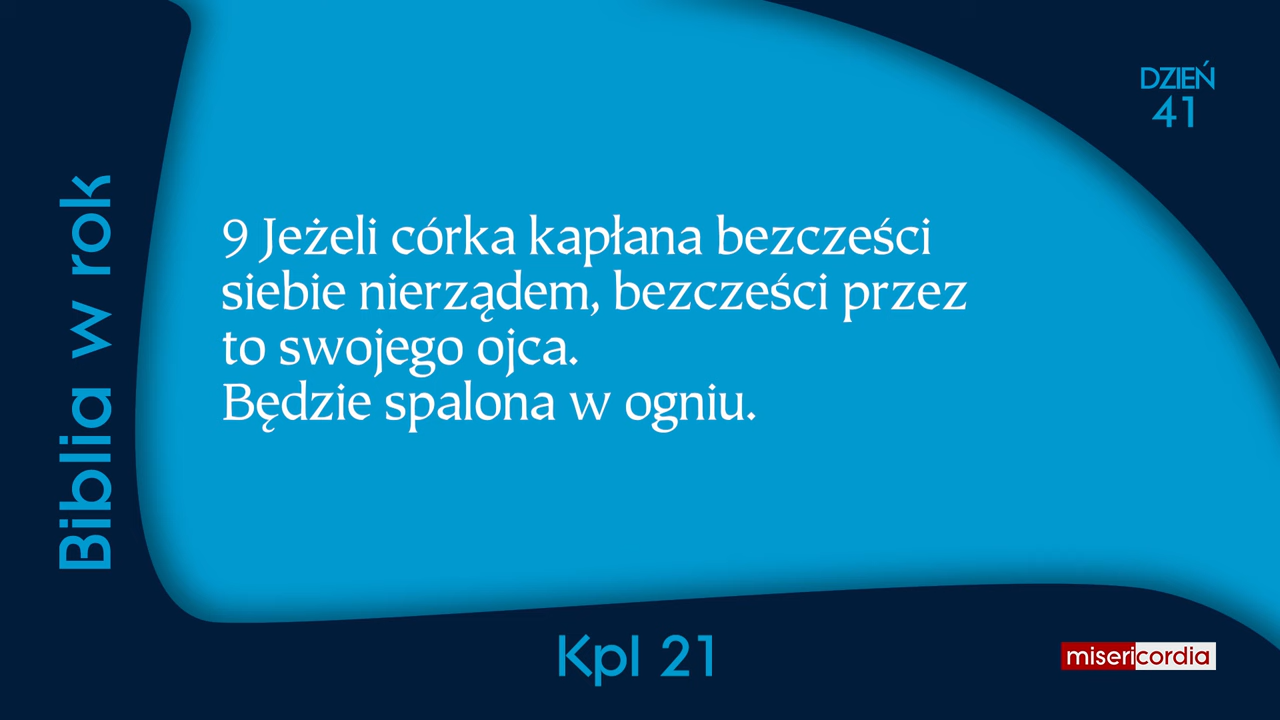 DZIEŃ
41
Biblia w rok
9 Jeżeli córka kapłana bezcześci
siebie nierządem, bezcześci przez
to swojego ojca.
Będzie spalona w ogniu.
Kpl 21
misericordia